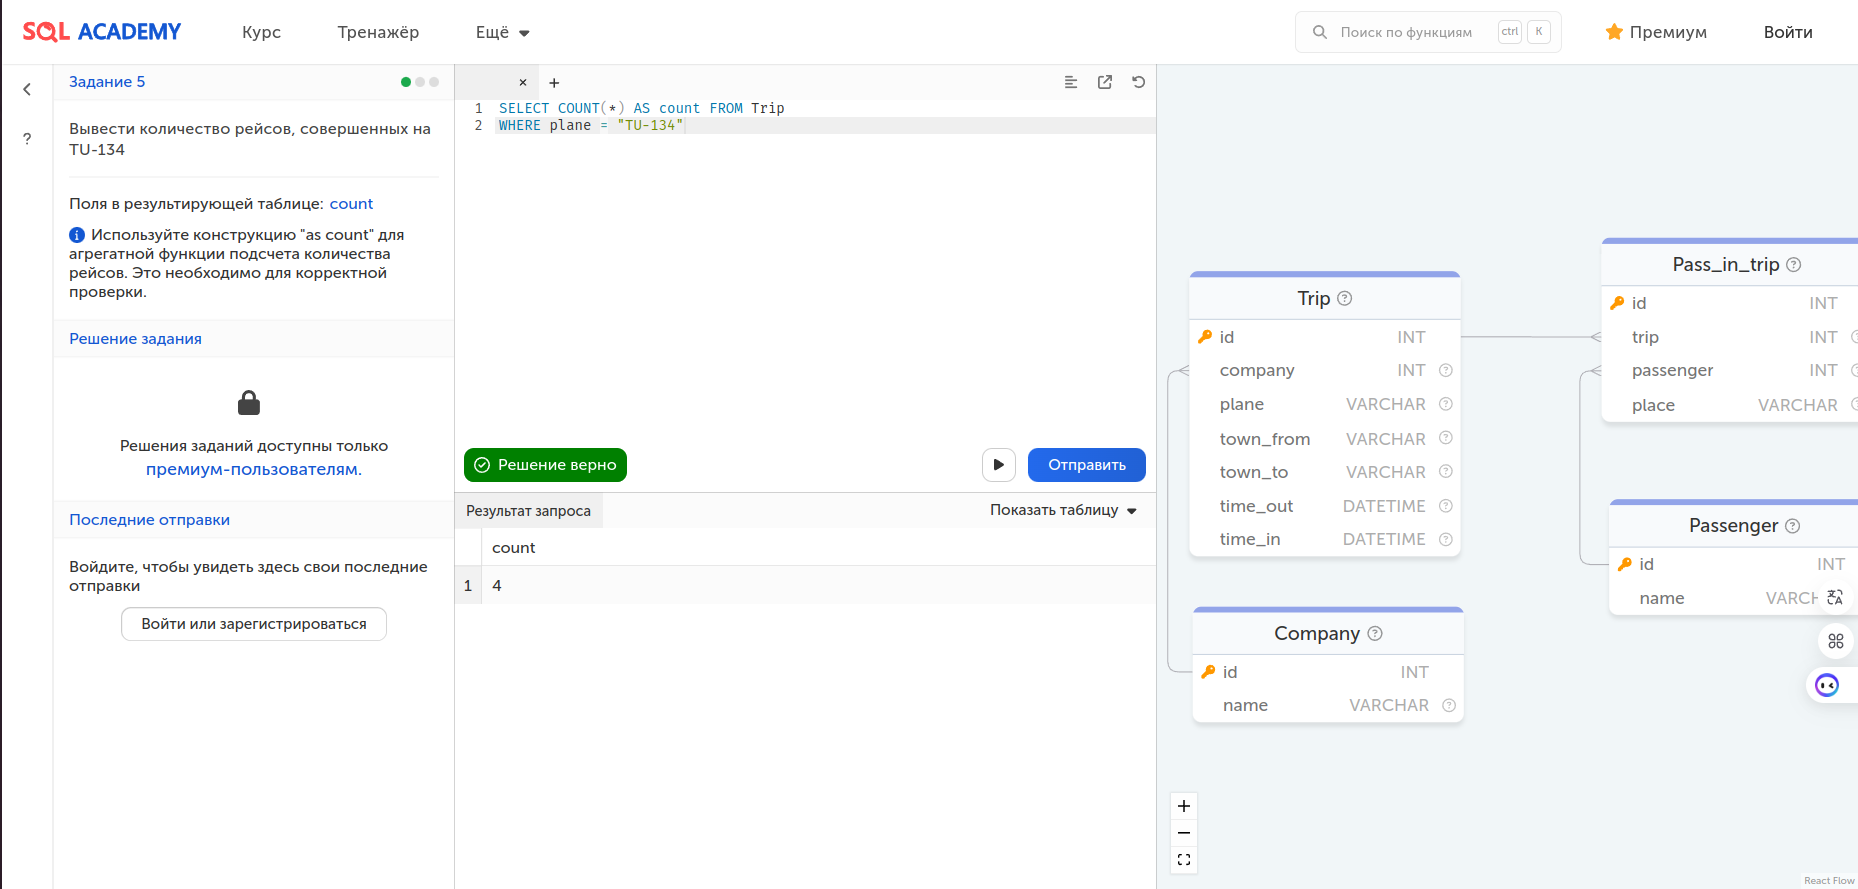 SQL ACADEMY
Курс
Тренажёр
Ещё
Поиск по функциям
ctrl
K
Премиум
Войти
Задание 5
?
Вывести количество рейсов, совершенных на
TU-134
Поля в результирующей таблице: count
Используйте конструкцию "as count" для
агрегатной функции подсчета количества
рейсов. Это необходимо для корректной
проверки.
Решение задания
Решения заданий доступны только
премиум-пользователям.
Последние отправки
Войдите, чтобы увидеть здесь свои последние
отправки
Войти или зарегистрироваться
1 SELECT COUNT(*) AS count FROM Trip
2 WHERE plane = "TU-134"
Решение верно
Отправить
Результат запроса
Показать таблицу
count
1 4
Trip
id INT
company INT
plane VARCHAR
town_from VARCHAR
town_to VARCHAR
time_out DATETIME
time_in DATETIME
Company
id INT
name VARCHAR
Pass_in_trip
id INT
trip INT
passenger INT
place VARCHAR
Passenger
id INT
name VARCH
React Flow